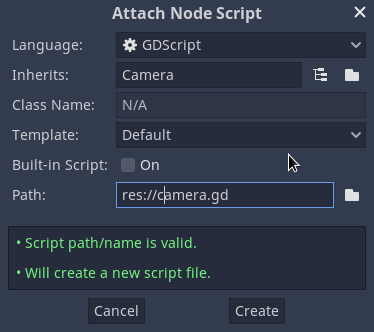 Attach Node Script
Language: GDScript
Inherits: Camera
Class Name: N/A
Template: Default
Built-in Script: On
Path: res://camera.gd
• Script path/name is valid.
• Will create a new script file.
Cancel Create